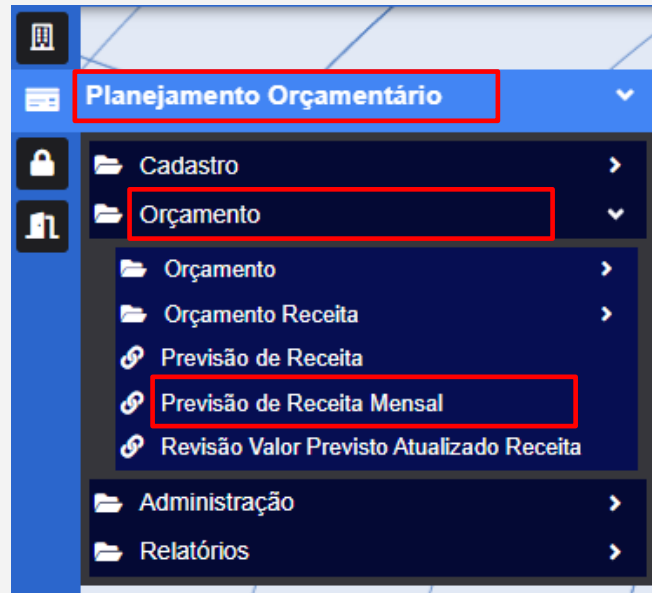 Planejamento Orçamentário
Cadastro
Orçamento
Orçamento
Orçamento Receita
Previsão de Receita
Previsão de Receita Mensal
Revisão Valor Previsto Atualizado Receita
Administração
Relatórios